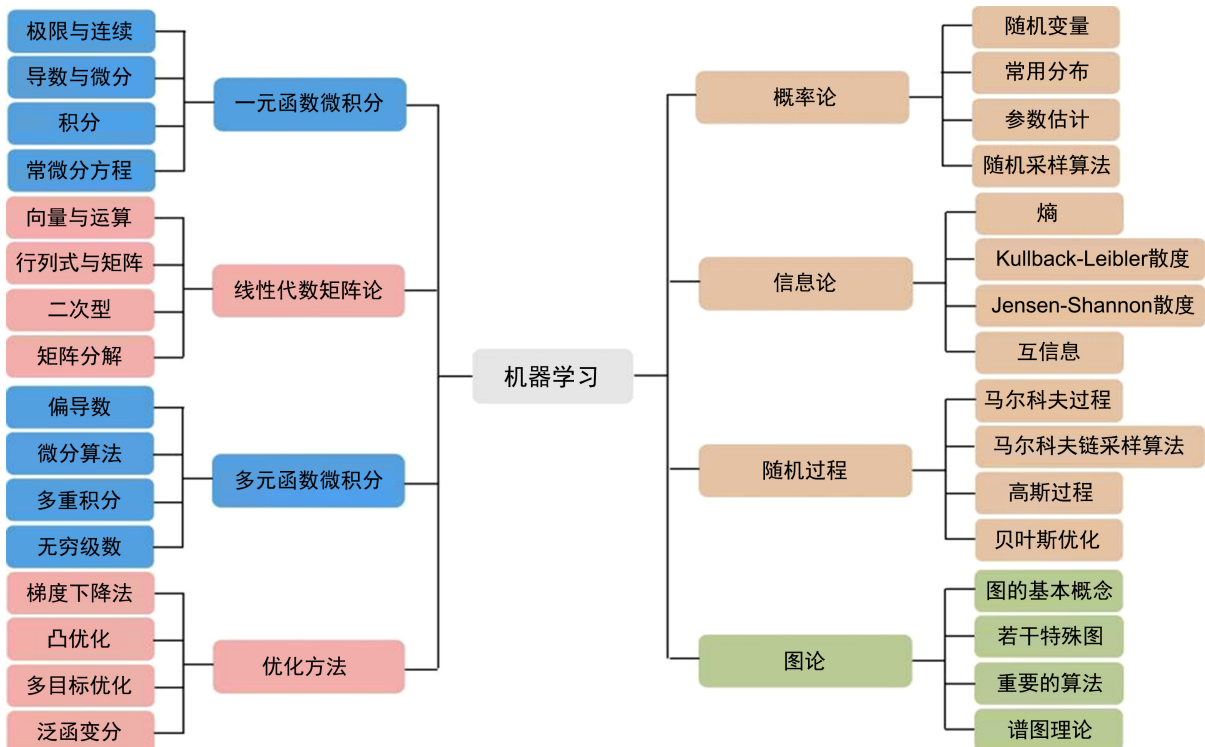 极限与连续
导数与微分
积分
常微分方程
一元函数微积分
向量与运算
行列式与矩阵
二次型
矩阵分解
线性代数矩阵论
偏导数
微分算法
多重积分
无穷级数
多元函数微积分
梯度下降法
凸优化
多目标优化
泛函变分
优化方法
机器学习
概率论
随机变量
常用分布
参数估计
随机采样算法
信息论
熵
Kullback-Leibler散度
Jensen-Shannon散度
互信息
随机过程
马尔科夫过程
马尔科夫链采样算法
高斯过程
贝叶斯优化
图论
图的基本概念
若干特殊图
重要的算法
谱图理论